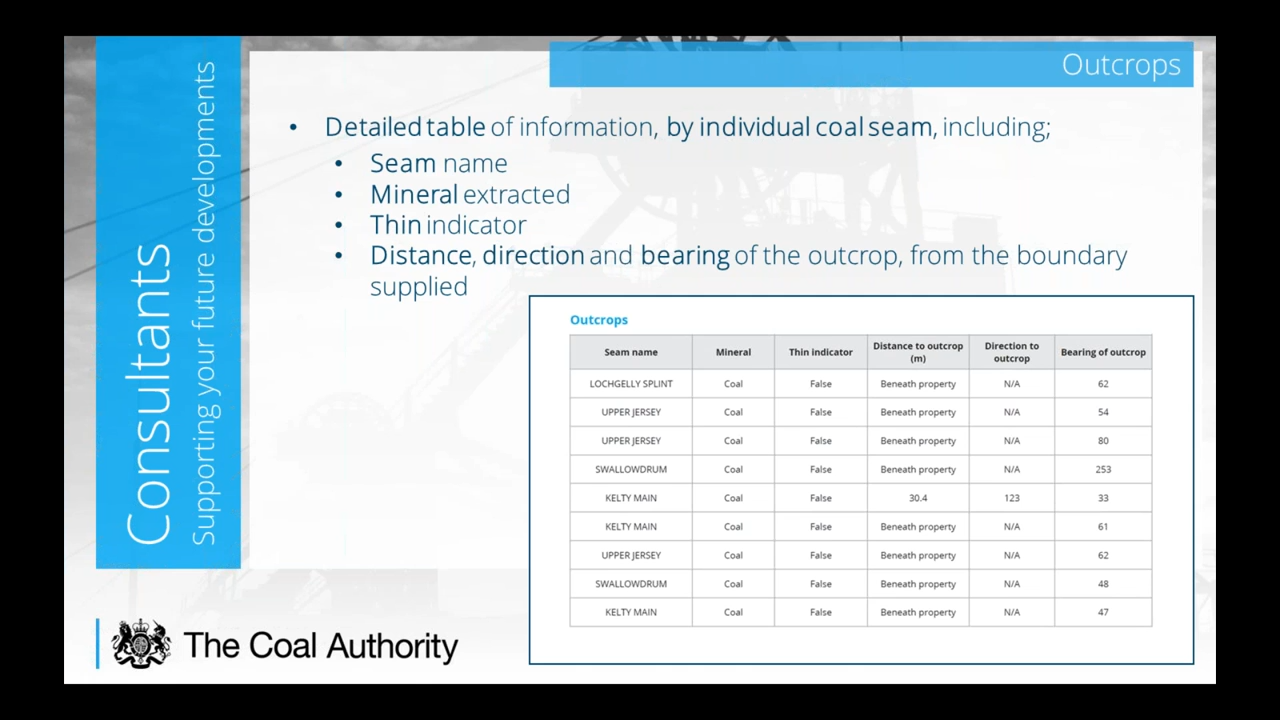 Outcrops
Consultants
Supporting your future developments
• Detailed table of information, by individual coal seam, including;
• Seam name
• Mineral extracted
• Thin indicator
• Distance, direction and bearing of the outcrop, from the boundary
supplied
Outcrops
Seam name Mineral Thin indicator Distance to outcrop (m) Direction to outcrop Bearing of outcrop
LOCHGELLY SPLINT Coal False Beneath property N/A 62
UPPER JERSEY Coal False Beneath property N/A 54
UPPER JERSEY Coal False Beneath property N/A 80
SWALLOWDRUM Coal False Beneath property N/A 253
KELTY MAIN Coal False 30.4 123 33
KELTY MAIN Coal False Beneath property N/A 61
UPPER JERSEY Coal False Beneath property N/A 62
SWALLOWDRUM Coal False Beneath property N/A 48
KELTY MAIN Coal False Beneath property N/A 47
The Coal Authority